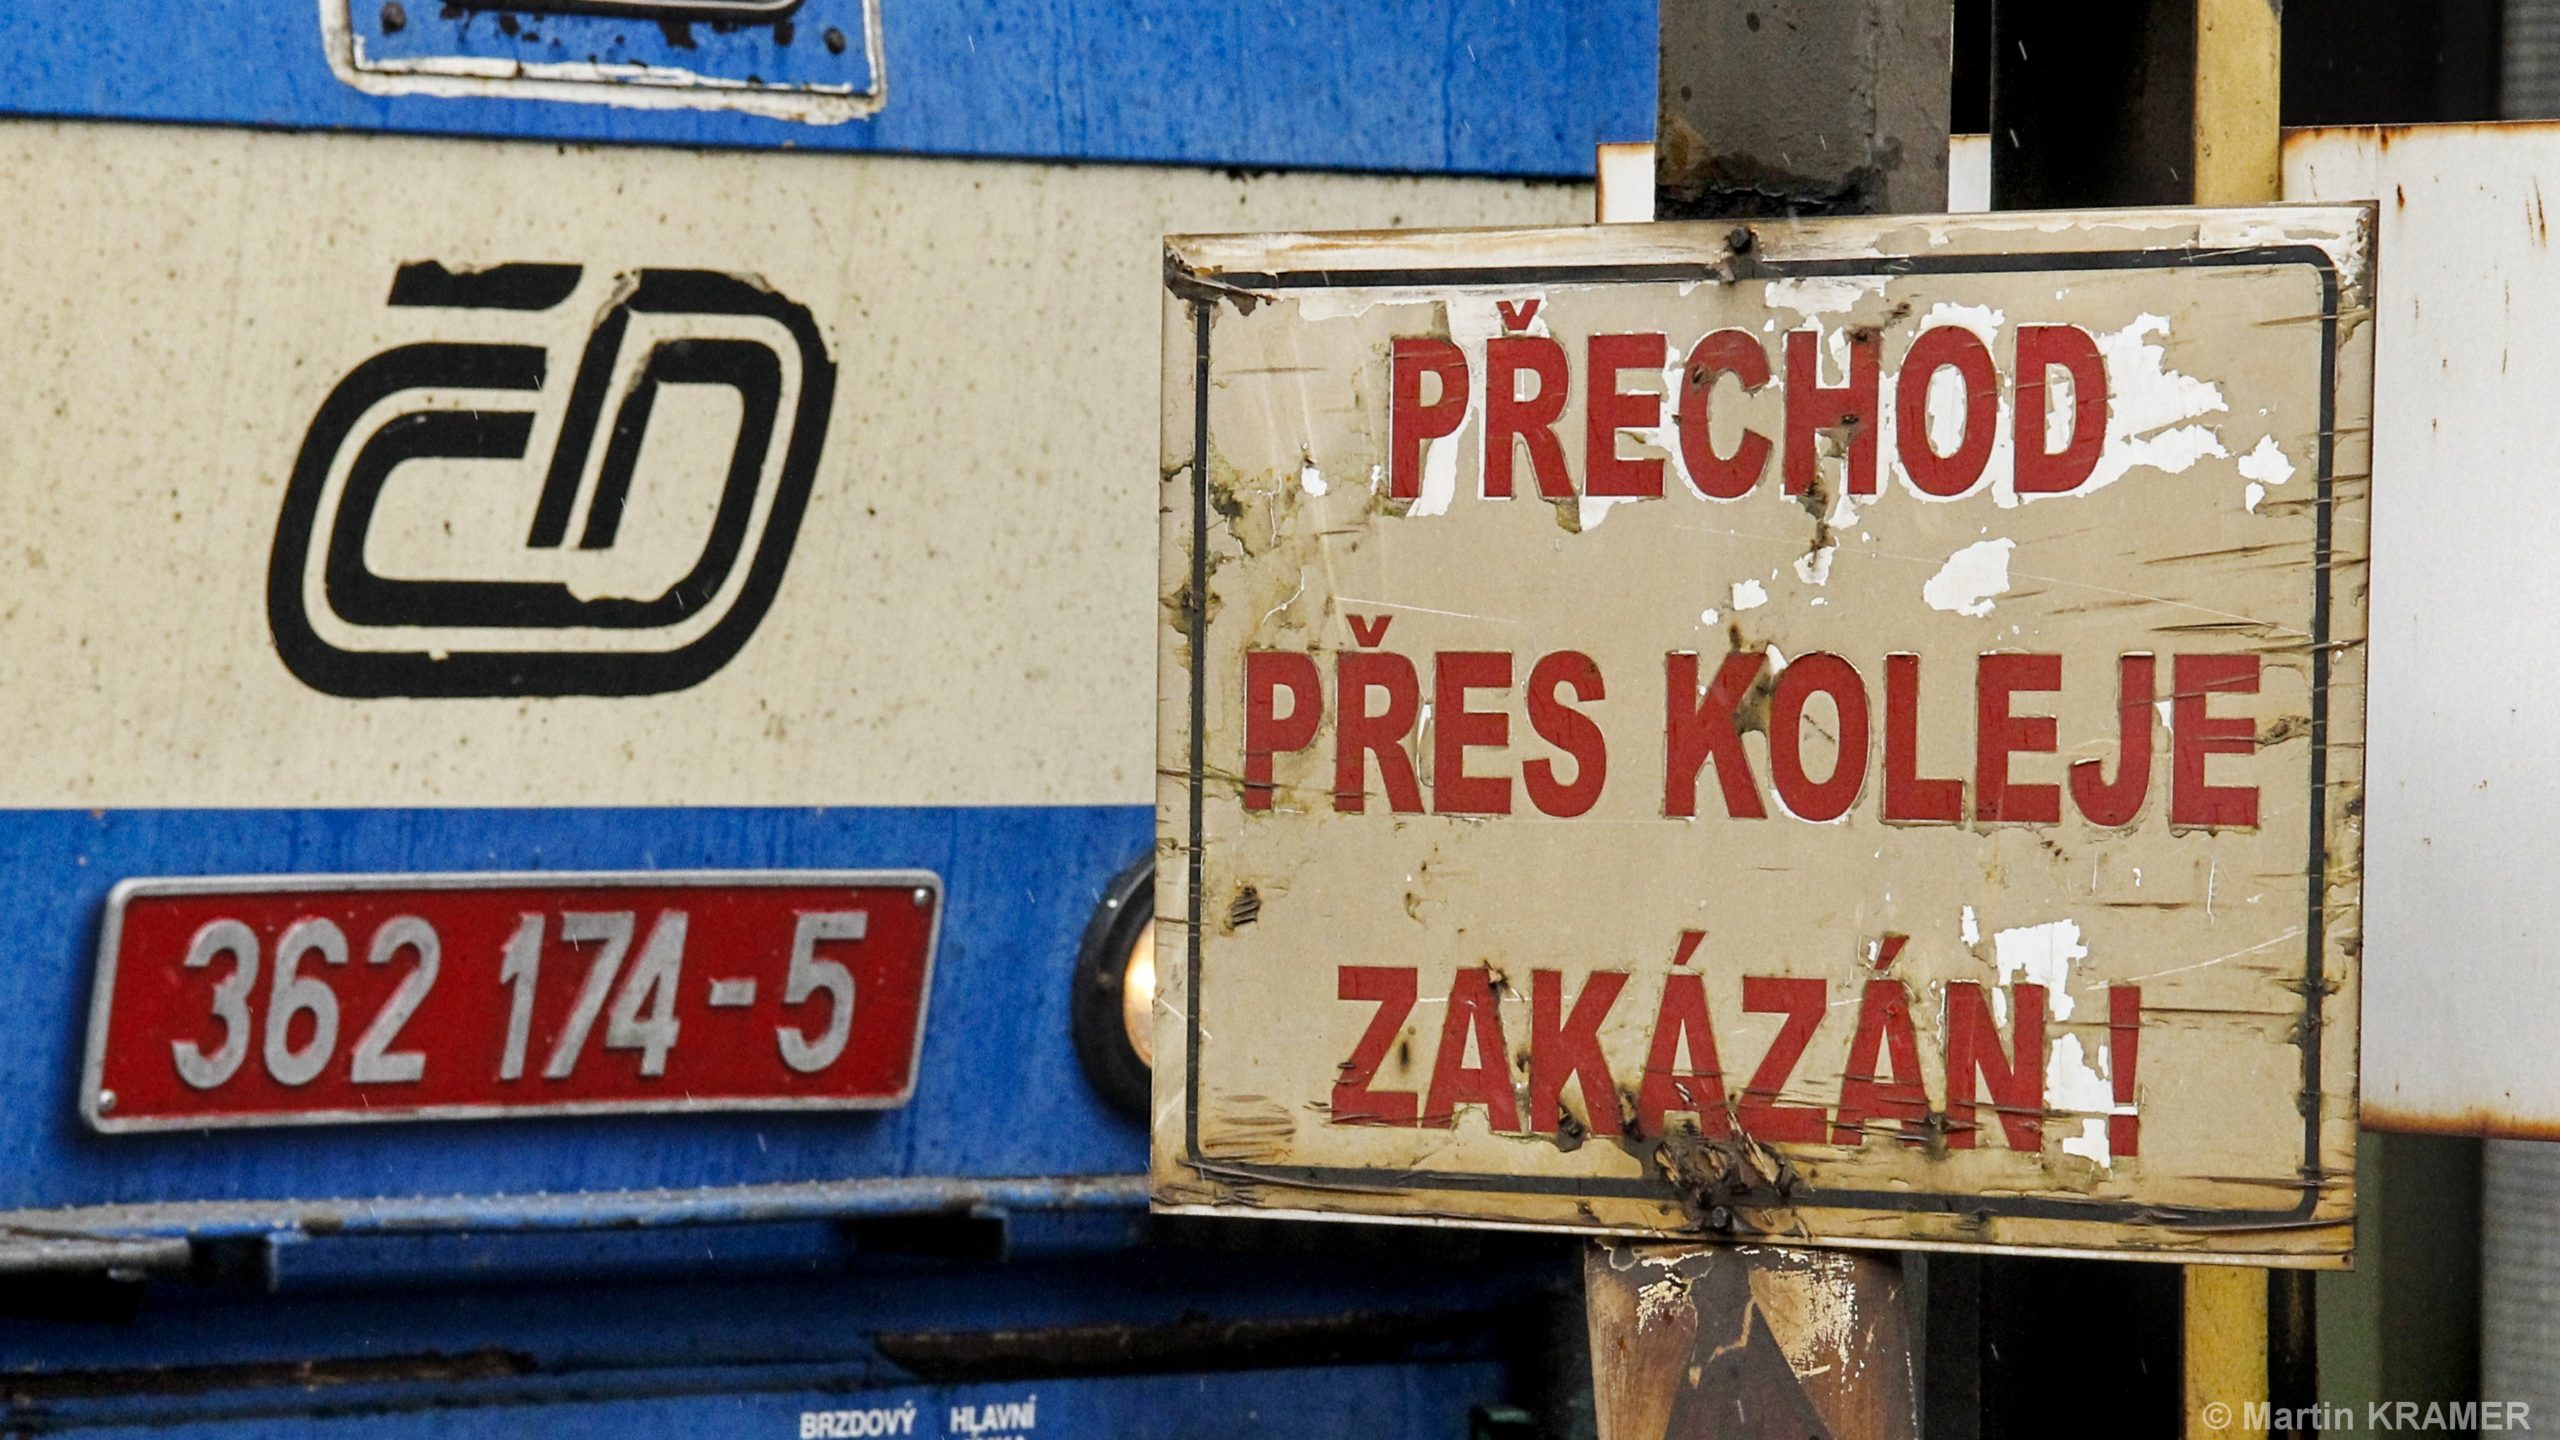 ČD
362 174-5
PŘECHOD
PŘES KOLEJE
ZAKÁZÁN!
BRZDOVÝ HLAVNÍ
© Martin KRAMER